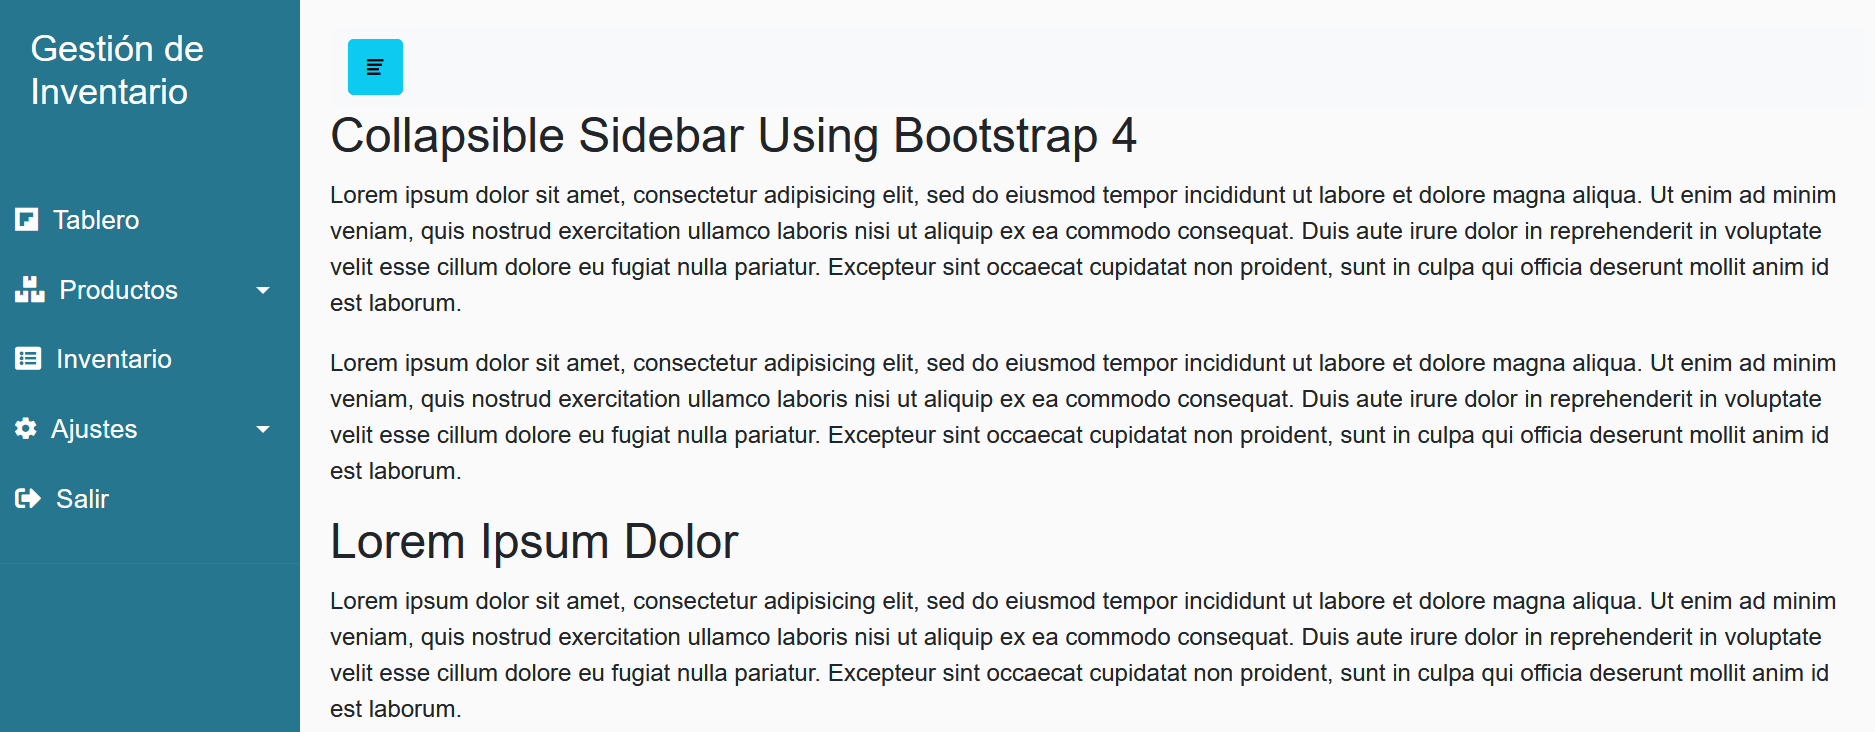 Gestión de
Inventario
Tablero
Productos
Inventario
Ajustes
Salir
Collapsible Sidebar Using Bootstrap 4
Lorem ipsum dolor sit amet, consectetur adipisicing elit, sed do eiusmod tempor incididunt ut labore et dolore magna aliqua. Ut enim ad minim
veniam, quis nostrud exercitation ullamco laboris nisi ut aliquip ex ea commodo consequat. Duis aute irure dolor in reprehenderit in voluptate
velit esse cillum dolore eu fugiat nulla pariatur. Excepteur sint occaecat cupidatat non proident, sunt in culpa qui officia deserunt mollit anim id
est laborum.
Lorem ipsum dolor sit amet, consectetur adipisicing elit, sed do eiusmod tempor incididunt ut labore et dolore magna aliqua. Ut enim ad minim
veniam, quis nostrud exercitation ullamco laboris nisi ut aliquip ex ea commodo consequat. Duis aute irure dolor in reprehenderit in voluptate
velit esse cillum dolore eu fugiat nulla pariatur. Excepteur sint occaecat cupidatat non proident, sunt in culpa qui officia deserunt mollit anim id
est laborum.
Lorem Ipsum Dolor
Lorem ipsum dolor sit amet, consectetur adipisicing elit, sed do eiusmod tempor incididunt ut labore et dolore magna aliqua. Ut enim ad minim
veniam, quis nostrud exercitation ullamco laboris nisi ut aliquip ex ea commodo consequat. Duis aute irure dolor in reprehenderit in voluptate
velit esse cillum dolore eu fugiat nulla pariatur. Excepteur sint occaecat cupidatat non proident, sunt in culpa qui officia deserunt mollit anim id
est laborum.